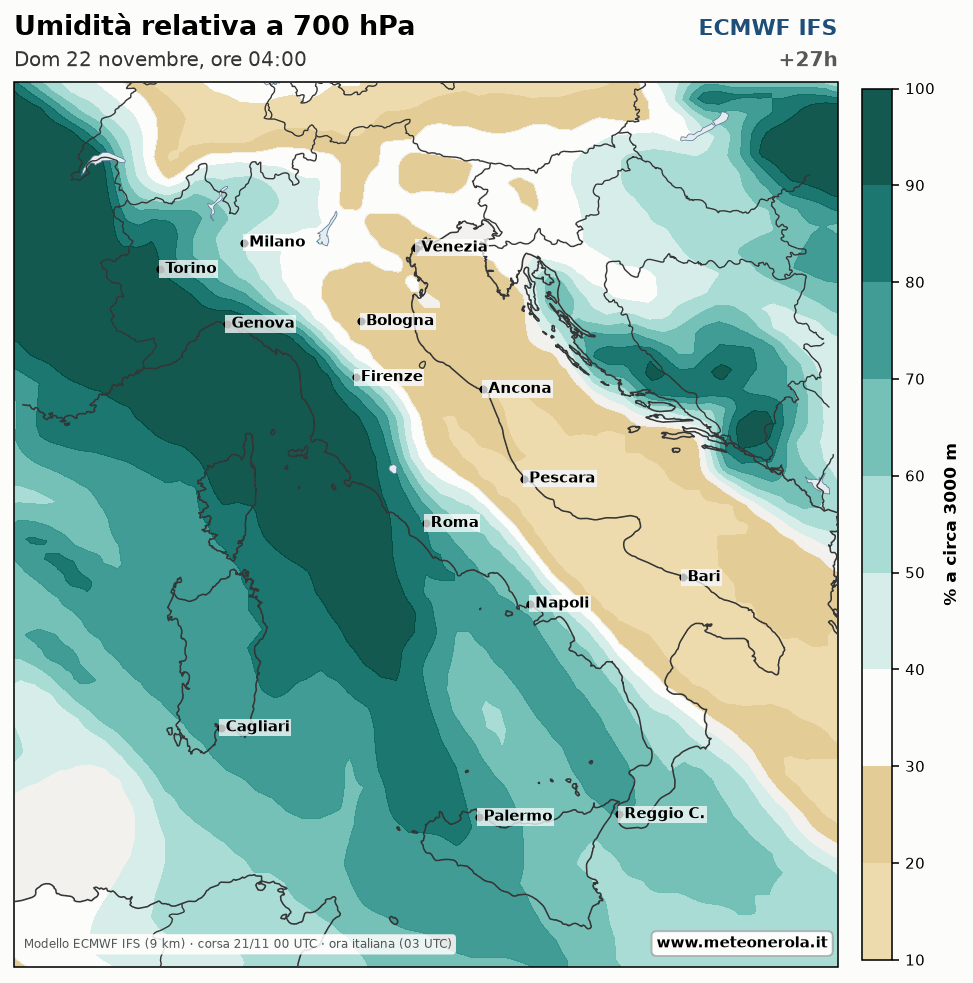 Umidità relativa a 700 hPa
ECMWF IFS
Dom 22 novembre, ore 04:00
+27h
Milano
Venezia
Torino
Genova
Bologna
Firenze
Ancona
Pescara
Roma
Bari
Napoli
Cagliari
Palermo
Reggio C.
100
90
80
70
60
50
40
30
20
10
% a circa 3000 m
Modello ECMWF IFS (9 km) · corsa 21/11 00 UTC · ora italiana (03 UTC)
www.meteonerola.it